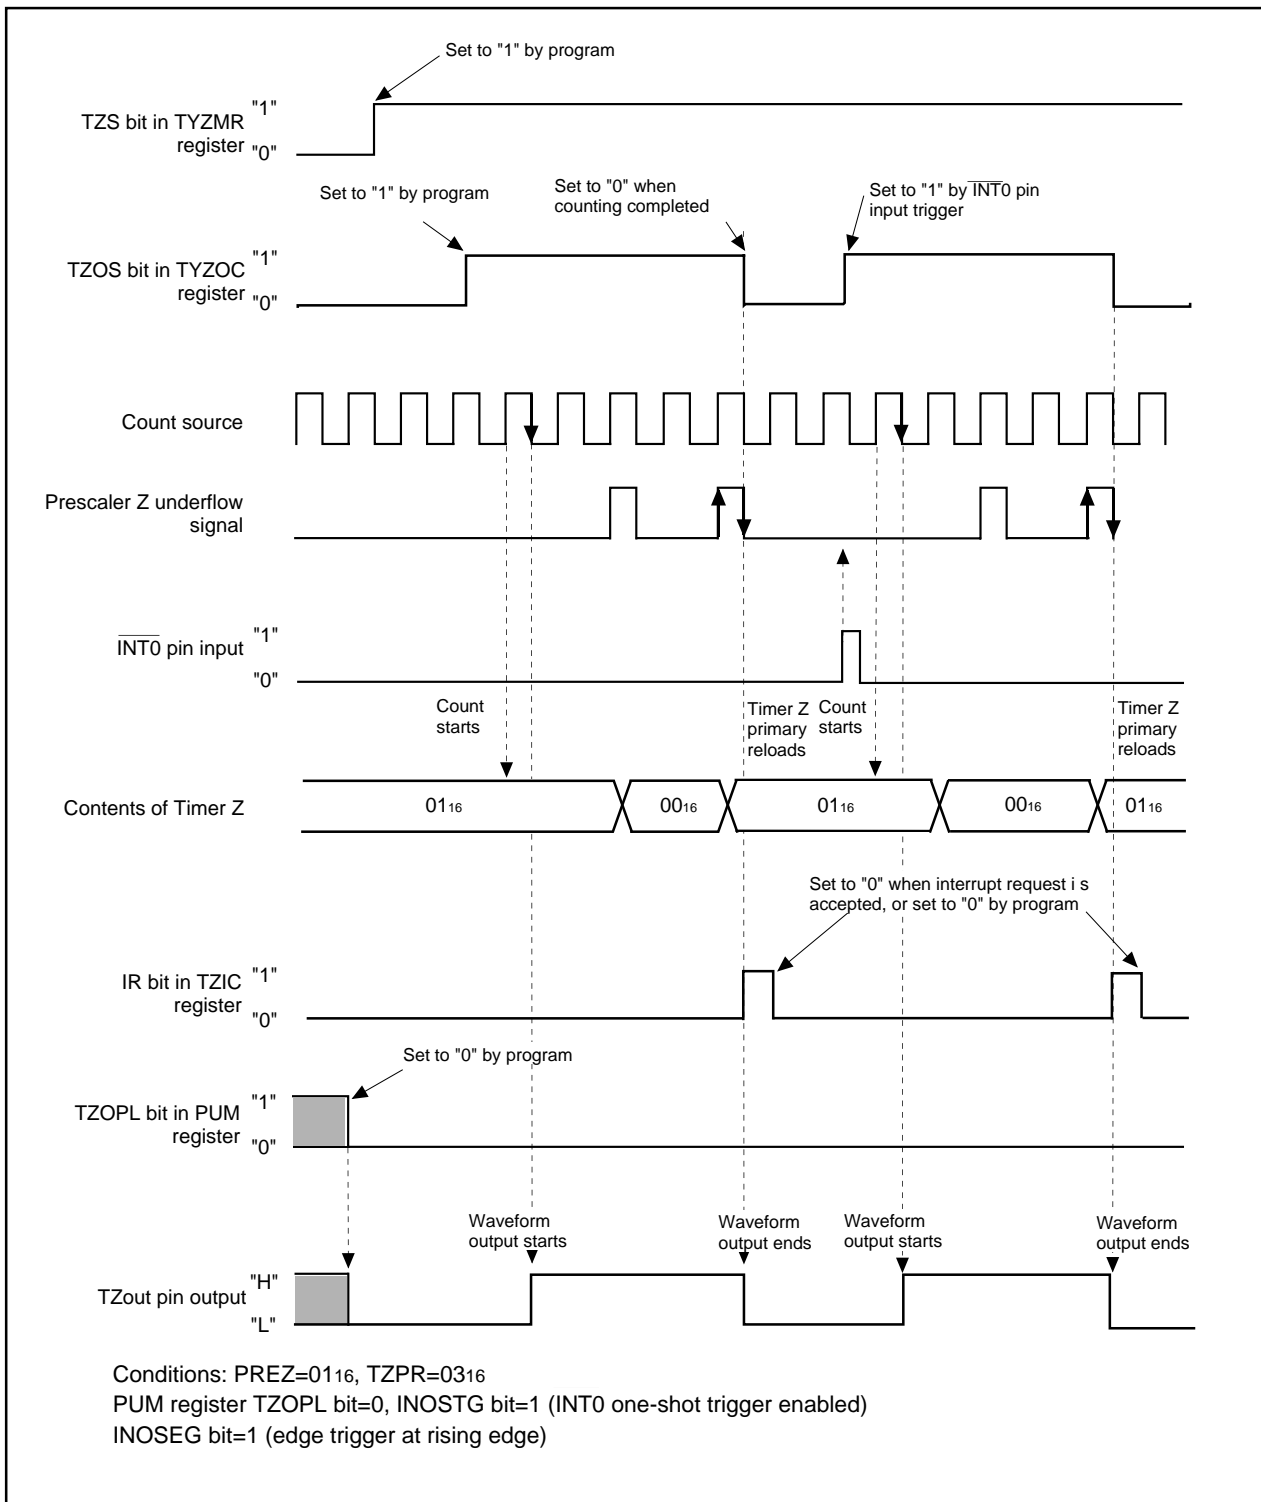 Set to "1" by program
TZS bit in TYZMR
register
"1"
"0"
Set to "1" by program
Set to "0" when
counting completed
Set to "1" by INT0 pin
input trigger
TZOS bit in TYZOC
register
"1"
"0"
Count source
Prescaler Z underflow
signal
INT0 pin input
"1"
"0"
Count
starts
Timer Z
primary
reloads
Count
starts
Timer Z
primary
reloads
Contents of Timer Z
0116
0016
0116
0016
0116
Set to "0" when interrupt request i s
accepted, or set to "0" by program
IR bit in TZIC
register
"1"
"0"
Set to "0" by program
TZOPL bit in PUM
register
"1"
"0"
Waveform
output starts
Waveform
output ends
Waveform
output starts
Waveform
output ends
TZout pin output
"H"
"L"
Conditions: PREZ=0116, TZPR=0316
PUM register TZOPL bit=0, INOSTG bit=1 (INT0 one-shot trigger enabled)
INOSEG bit=1 (edge trigger at rising edge)